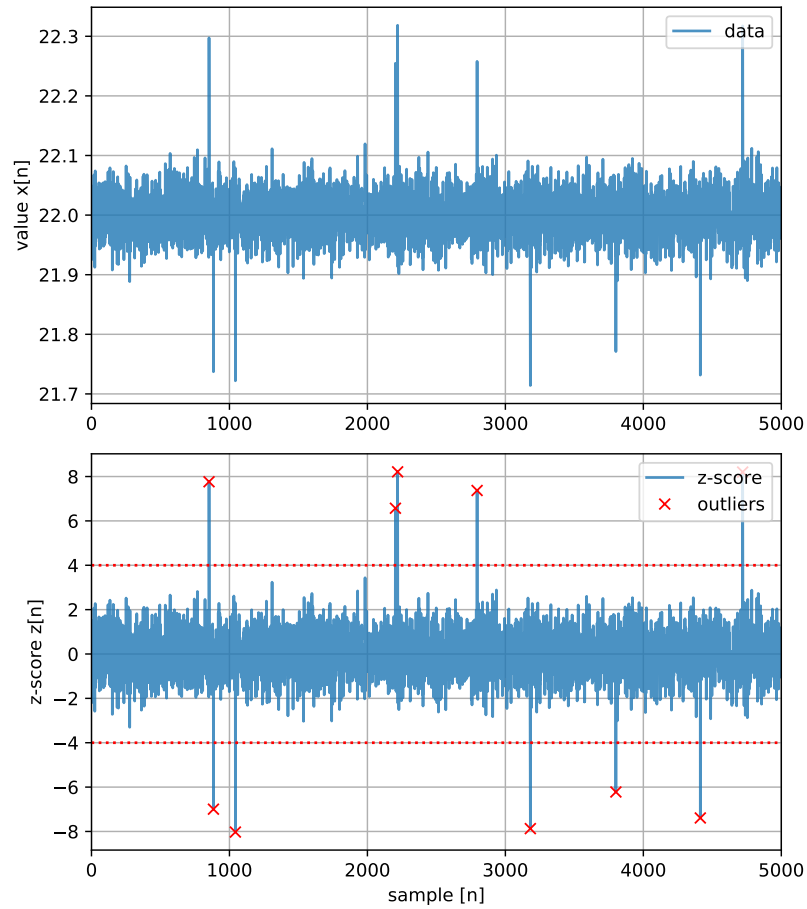 22.3
22.2
22.1
22.0
21.9
21.8
21.7
value x[n]
data
0 1000 2000 3000 4000 5000
8
6
4
2
0
−2
−4
−6
−8
z-score z[n]
z-score
outliers
0 1000 2000 3000 4000 5000
sample [n]